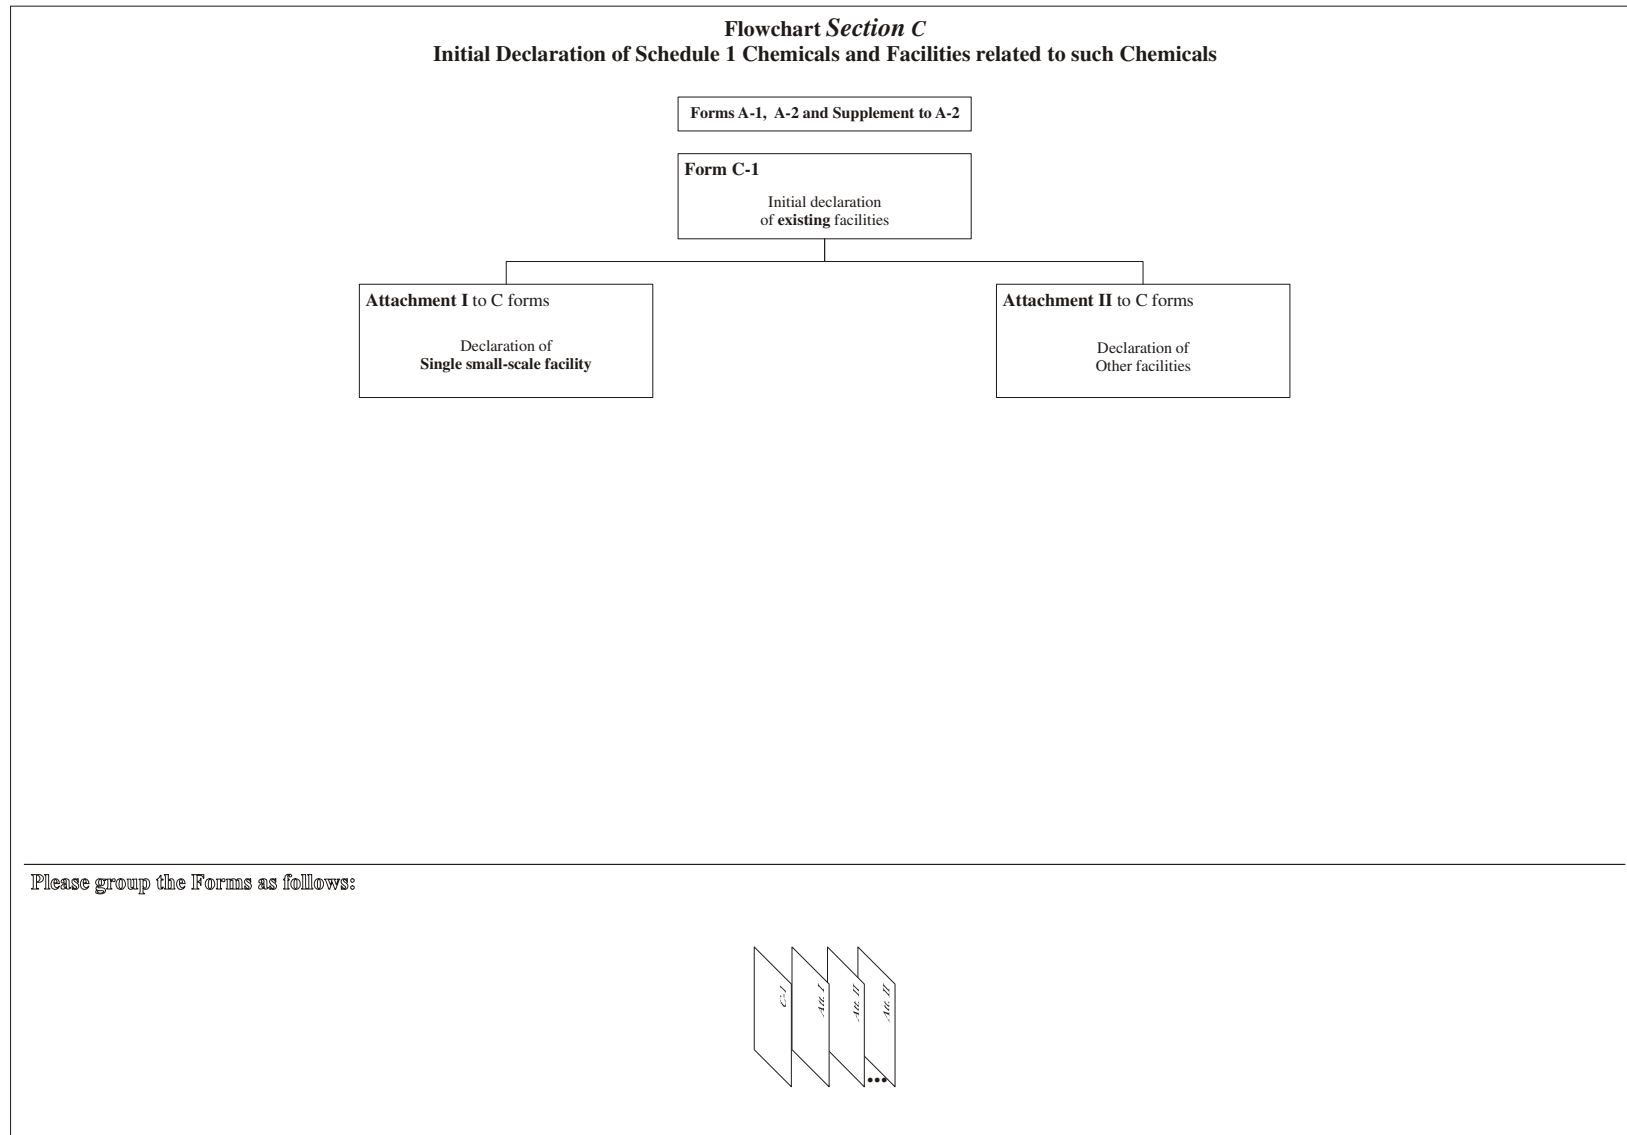 Flowchart Section C
Initial Declaration of Schedule 1 Chemicals and Facilities related to such Chemicals
Forms A-1, A-2 and Supplement to A-2
Form C-1
Initial declaration
of existing facilities
Attachment I to C forms
Declaration of
Single small-scale facility
Attachment II to C forms
Declaration of
Other facilities
Please group the Forms as follows:
C-1
Att. I
Att. II
Att. II
•••